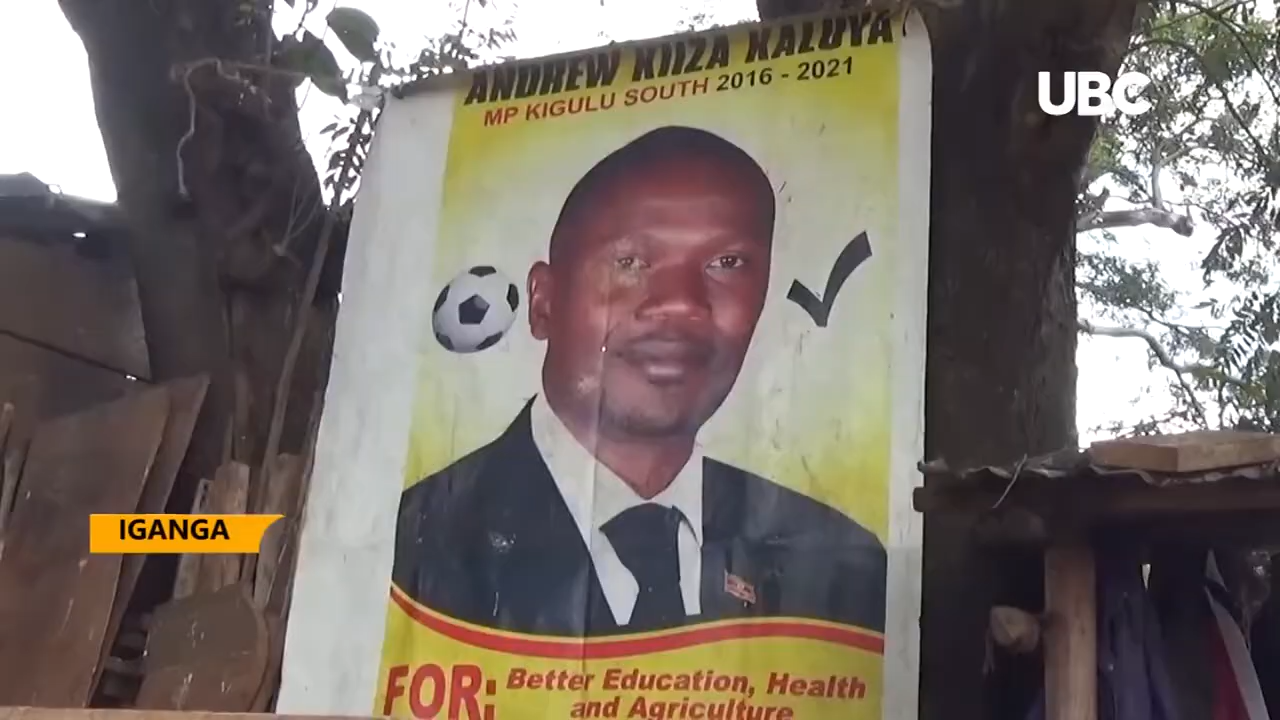 ANDREW KIIZA KALUYA
MP KIGULU SOUTH 2016 - 2021
UBC
IGANGA
FOR: Better Education, Health
and Agriculture